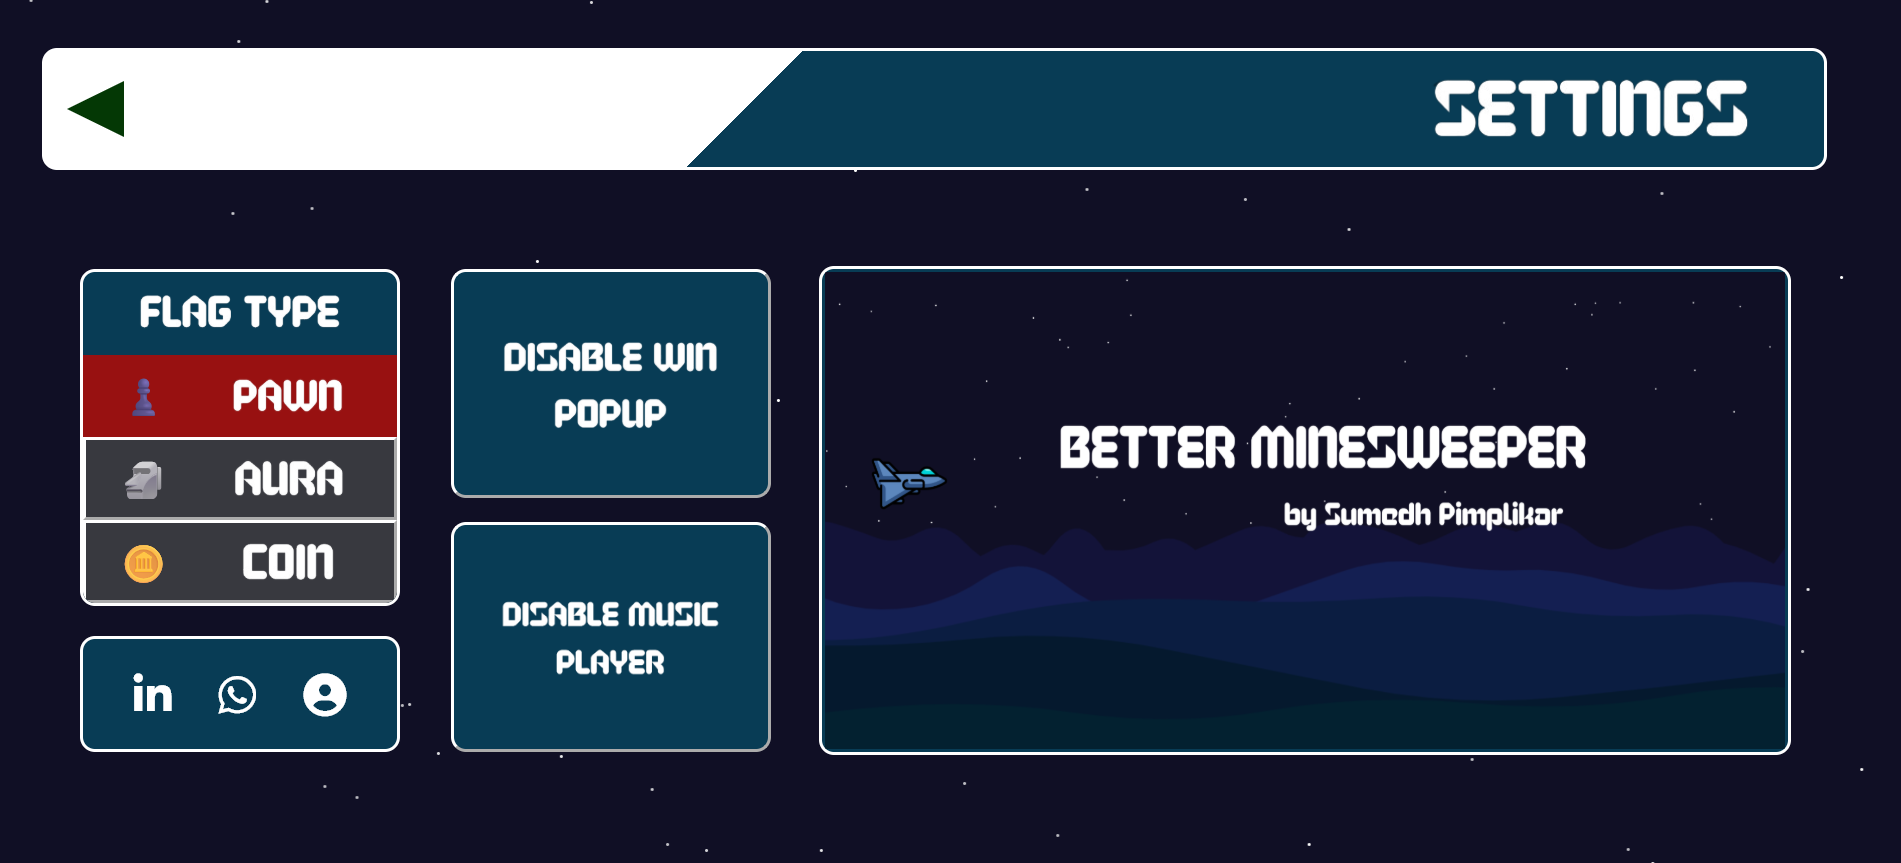 SETTINGS
FLAG TYPE
PAWN
AURA
COIN
in
DISABLE WIN
POPUP
DISABLE MUSIC
PLAYER
BETTER MINESWEEPER
by Sumedh Pimplikar